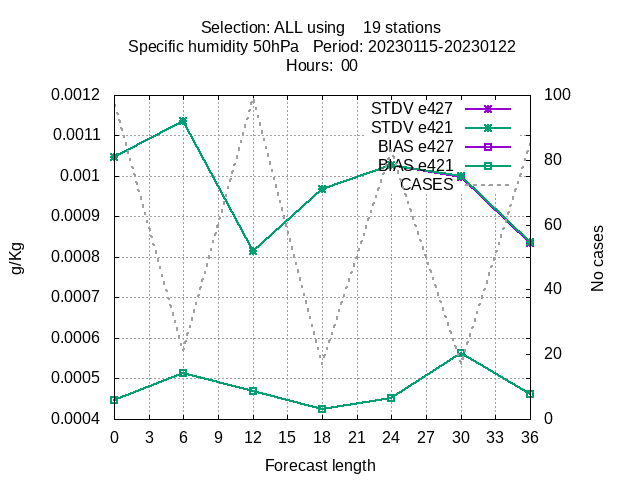 Selection: ALL using    19 stations
Specific humidity 50hPa   Period: 20230115-20230122
Hours:  00
STDV e427
STDV e421
BIAS e427
BIAS e421
CASES
g/Kg
0.0012
0.0011
0.001
0.0009
0.0008
0.0007
0.0006
0.0005
0.0004
100
80
60
40
20
0
No cases
0 3 6 9 12 15 18 21 24 27 30 33 36
Forecast length